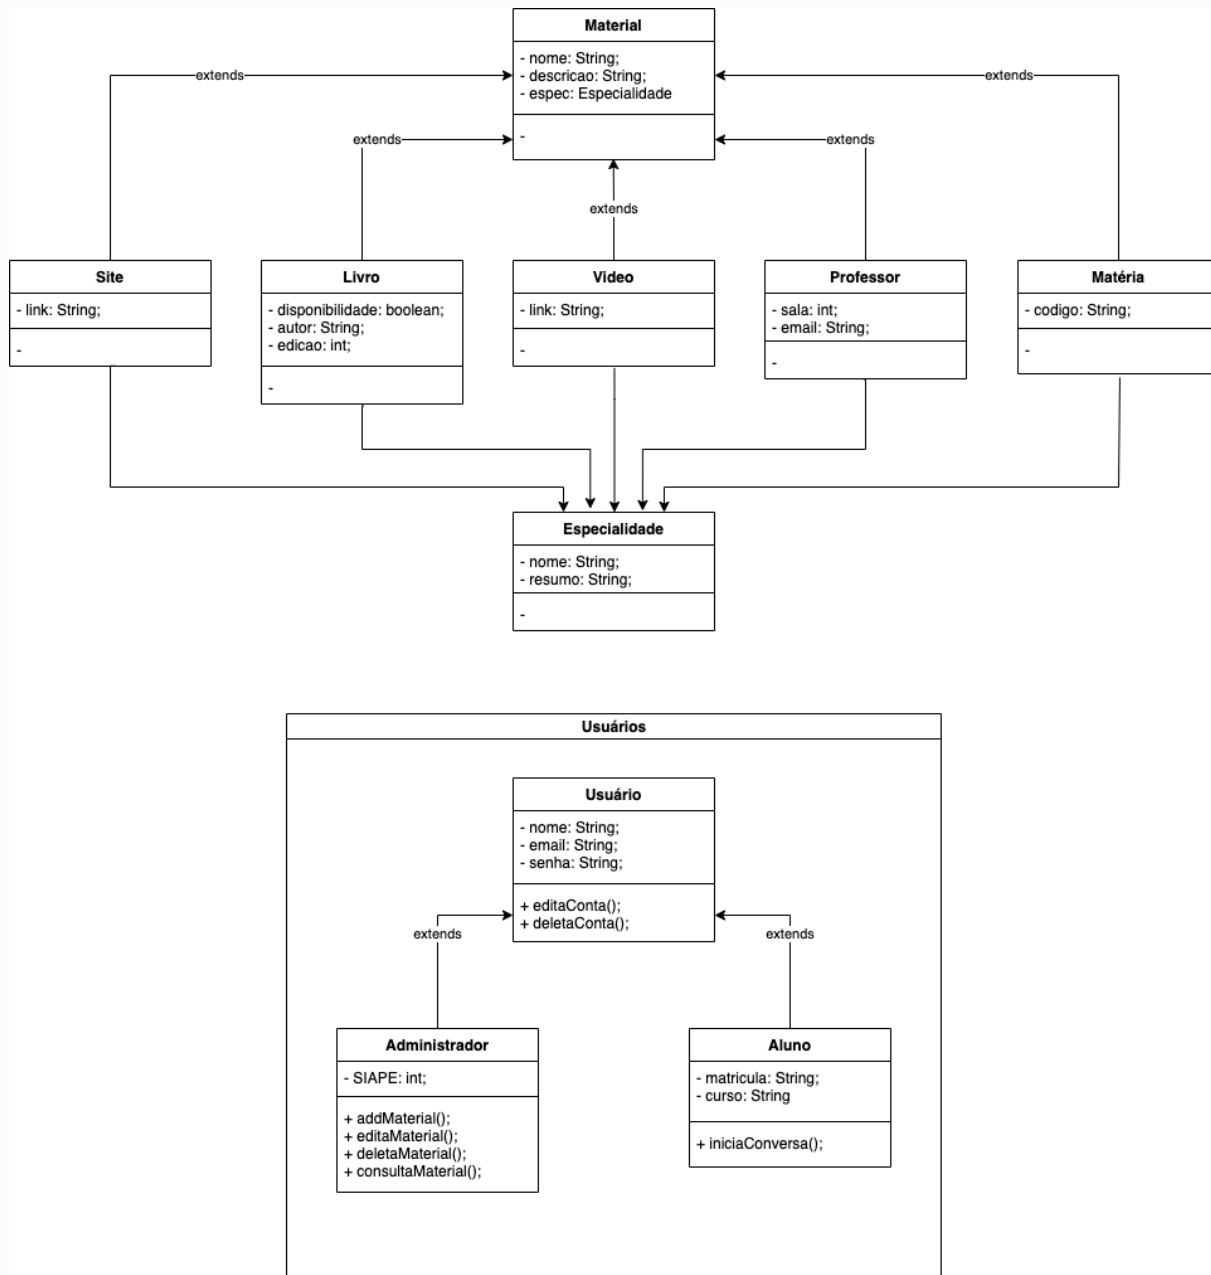 Material
- nome: String;
- descricao: String;
- espec: Especialidade
-
extends
extends
extends
extends
extends
Site
- link: String;
-
Livro
- disponibilidade: boolean;
- autor: String;
- edicao: int;
-
Video
- link: String;
-
Professor
- sala: int;
- email: String;
-
Matéria
- codigo: String;
-
Especialidade
- nome: String;
- resumo: String;
-
Usuários
Usuário
- nome: String;
- email: String;
- senha: String;
+ editaConta();
+ deletaConta();
extends
extends
Administrador
- SIAPE: int;
+ addMaterial();
+ editaMaterial();
+ deletaMaterial();
+ consultaMaterial();
Aluno
- matricula: String;
- curso: String
+ iniciaConversa();